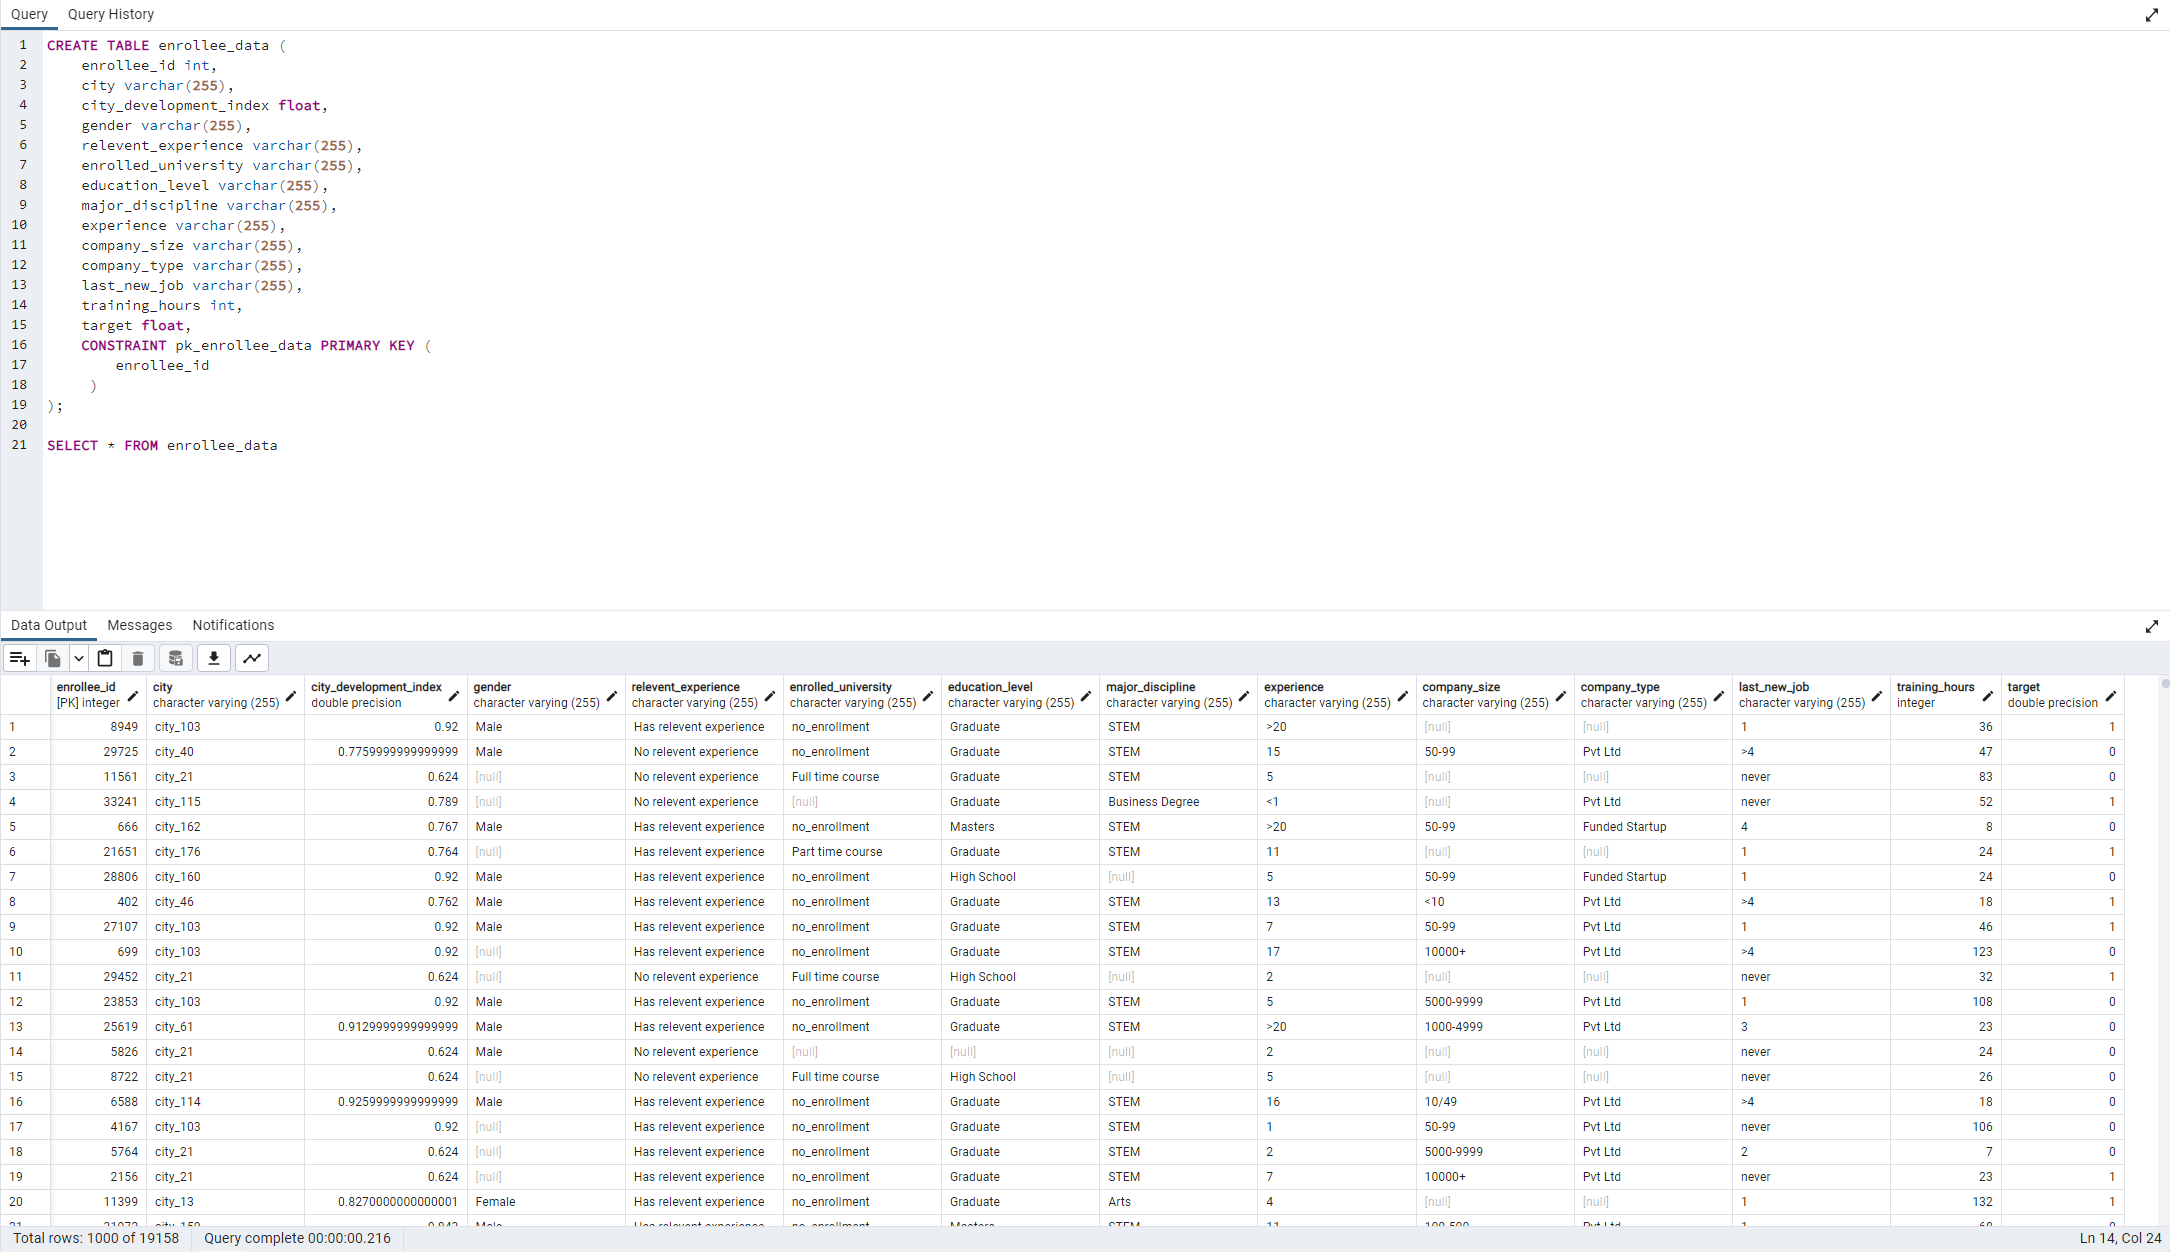 Query Query History
1 CREATE TABLE enrollee_data (
2 enrollee_id int,
3 city varchar(255),
4 city_development_index float,
5 gender varchar(255),
6 relevent_experience varchar(255),
7 enrolled_university varchar(255),
8 education_level varchar(255),
9 major_discipline varchar(255),
10 experience varchar(255),
11 company_size varchar(255),
12 company_type varchar(255),
13 last_new_job varchar(255),
14 training_hours int,
15 target float,
16 CONSTRAINT pk_enrollee_data PRIMARY KEY (
17 enrollee_id
18 )
19 );
20
21 SELECT * FROM enrollee_data
Data Output Messages Notifications
enrollee_id city city_development_index gender relevent_experience enrolled_university education_level major_discipline experience company_size company_type last_new_job training_hours target
[PK] integer character varying (255) double precision character varying (255) character varying (255) character varying (255) character varying (255) character varying (255) character varying (255) character varying (255) character varying (255) character varying (255) integer double precision
1 8949 city_103 0.92 Male Has relevent experience no_enrollment Graduate STEM >20 [null] [null] 1 36 1
2 29725 city_40 0.7759999999999999 Male No relevent experience no_enrollment Graduate STEM 15 50-99 Pvt Ltd >4 47 0
3 11561 city_21 0.624 [null] No relevent experience Full time course Graduate STEM 5 [null] [null] never 83 0
4 33241 city_115 0.789 [null] No relevent experience [null] Graduate Business Degree <1 [null] Pvt Ltd never 52 1
5 666 city_162 0.767 Male Has relevent experience no_enrollment Masters STEM >20 50-99 Funded Startup 4 8 0
6 21651 city_176 0.764 [null] Has relevent experience Part time course Graduate STEM 11 [null] [null] 1 24 1
7 28806 city_160 0.92 Male Has relevent experience no_enrollment High School [null] 5 50-99 Funded Startup 1 24 0
8 402 city_46 0.762 Male Has relevent experience no_enrollment Graduate STEM 13 <10 Pvt Ltd >4 18 1
9 27107 city_103 0.92 Male Has relevent experience no_enrollment Graduate STEM 7 50-99 Pvt Ltd 1 46 1
10 699 city_103 0.92 [null] Has relevent experience no_enrollment Graduate STEM 17 10000+ Pvt Ltd >4 123 0
11 29452 city_21 0.624 [null] No relevent experience Full time course High School [null] 2 [null] [null] never 32 1
12 23853 city_103 0.92 Male Has relevent experience no_enrollment Graduate STEM 5 5000-9999 Pvt Ltd 1 108 0
13 25619 city_61 0.9129999999999999 Male Has relevent experience no_enrollment Graduate STEM >20 1000-4999 Pvt Ltd 3 23 0
14 5826 city_21 0.624 Male No relevent experience [null] [null] [null] 2 [null] [null] never 24 0
15 8722 city_21 0.624 [null] No relevent experience Full time course High School [null] 5 [null] [null] never 26 0
16 6588 city_114 0.9259999999999999 Male Has relevent experience no_enrollment Graduate STEM 16 10/49 Pvt Ltd >4 18 0
17 4167 city_103 0.92 [null] Has relevent experience no_enrollment Graduate STEM 1 50-99 Pvt Ltd never 106 0
18 5764 city_21 0.624 [null] Has relevent experience no_enrollment Graduate STEM 2 5000-9999 Pvt Ltd 2 7 0
19 2156 city_21 0.624 [null] Has relevent experience no_enrollment Graduate STEM 7 10000+ Pvt Ltd never 23 1
20 11399 city_13 0.8270000000000001 Female Has relevent experience no_enrollment Graduate Arts 4 [null] [null] 1 132 1
Total rows: 1000 of 19158 Query complete 00:00:00.216 Ln 14, Col 24